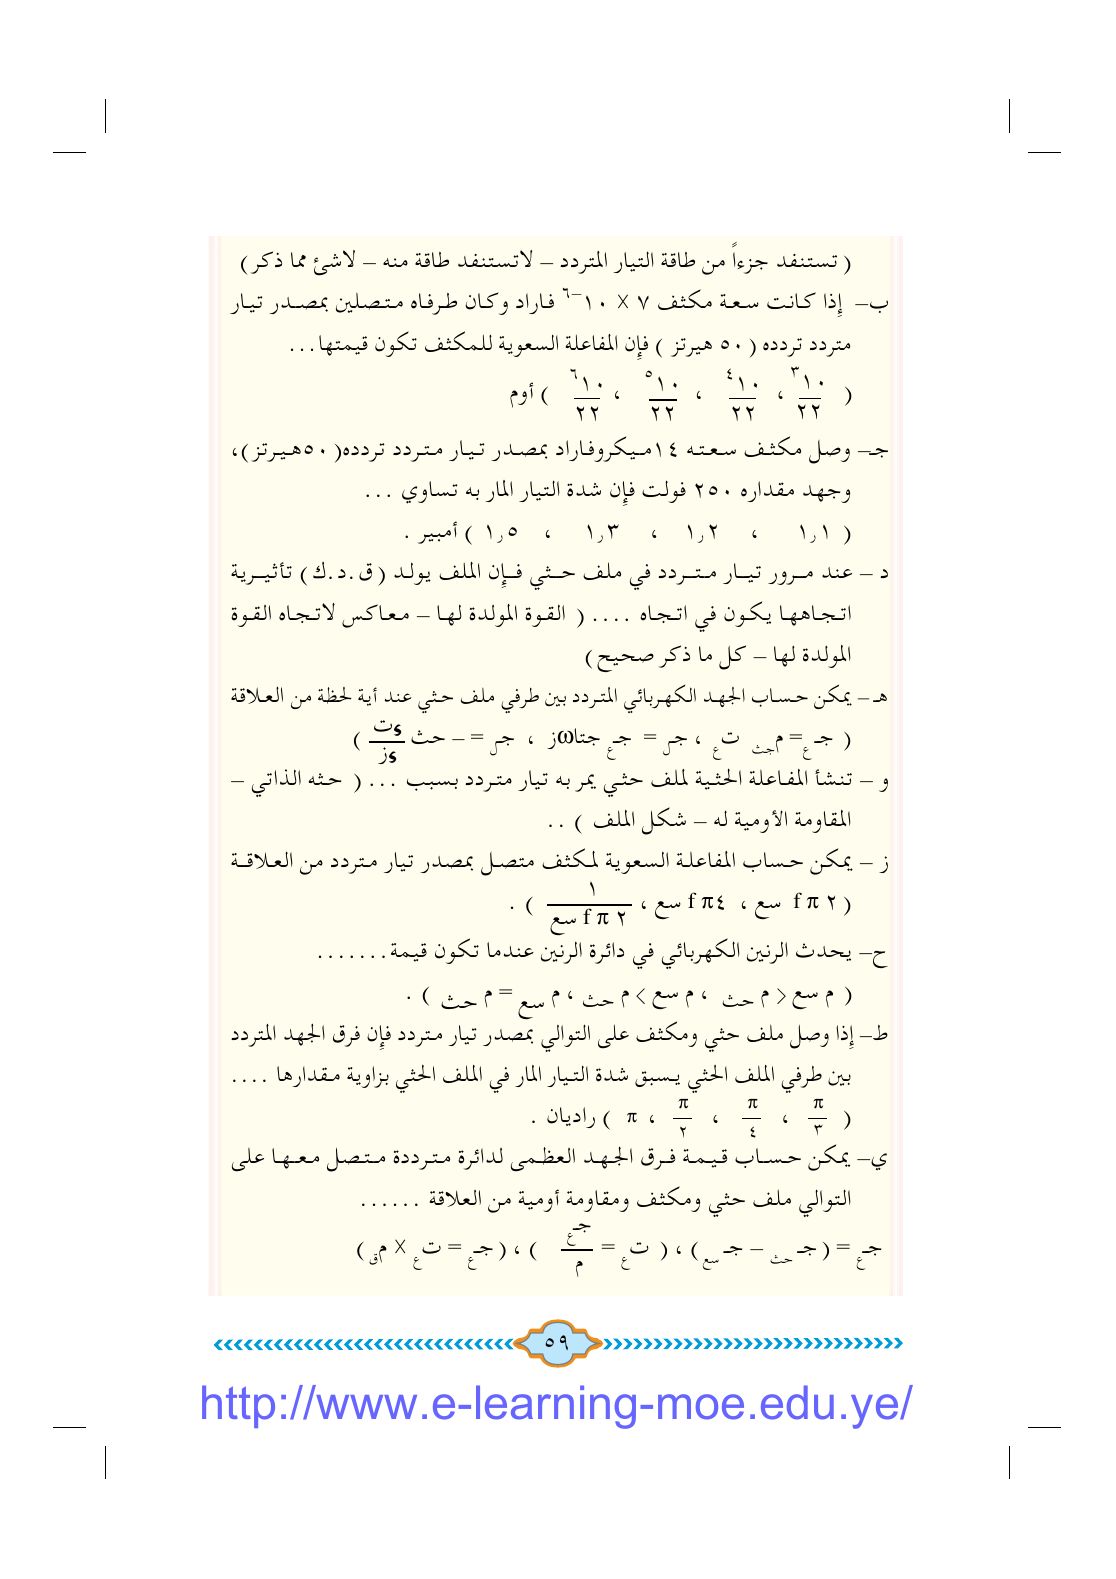 ( تستنفد جزءاً من طاقة التيار المتردد – لاتستنفد طاقة منه – لاشئ مما ذكر )
ب– إذا كانت سعة مكثف ٧ × ١٠⁻٦ فاراد وكان طرفاه متصلين بمصدر تيار
متردد تردده ( ٥٠ هيرتز ) فإن المفاعلة السعوية للمكثف تكون قيمتها ...
( ١٠^٣/٢٢ ، ١٠^٤/٢٢ ، ١٠^٥/٢٢ ، ١٠^٦/٢٢ ) أوم
جـ– وصل مكثف سعته ١٤ميكروفاراد بمصدر تيار متردد تردده( ٥٠هيرتز )،
وجهد مقداره ٢٥٠ فولت فإن شدة التيار المار به تساوي ...
( ١٫١ ، ١٫٢ ، ١٫٣ ، ١٫٥ ) أمبير .
د – عند مرور تيار متردد في ملف حثي فإن الملف يولد ( ق.د.ك ) تأثيرية
اتجاهها يكون في اتجاه .... ( القوة المولدة لها – معاكس لاتجاه القوة
المولدة لها – كل ما ذكر صحيح )
هـ – يمكن حساب الجهد الكهربائي المتردد بين طرفي ملف حثي عند أية لحظة من العلاقة
( جـع = محث تع ، جـر = جـع جتاωز ، جـر = – حث ءت/ءز )
و – تنشأ المفاعلة الحثية لملف حثي يمر به تيار متردد بسبب ... ( حثه الذاتي –
المقاومة الأومية له – شكل الملف ) ..
ز – يمكن حساب المفاعلة السعوية لمكثف متصل بمصدر تيار متردد من العلاقة
( ٢ π f سع ، ٤ π f سع ، ١/٢ π f سع ) .
ح– يحدث الرنين الكهربائي في دائرة الرنين عندما تكون قيمة.......
( م سع > م حث ، م سع < م حث ، م سع = م حث ) .
ط– إذا وصل ملف حثي ومكثف على التوالي بمصدر تيار متردد فإن فرق الجهد المتردد
بين طرفي الملف الحثي يسبق شدة التيار المار في الملف الحثي بزاوية مقدارها ....
( π/٣ ، π/٤ ، π/٢ ، π ) راديان .
ي– يمكن حساب قيمة فرق الجهد العظمى لدائرة مترددة متصل معها على
التوالي ملف حثي ومكثف ومقاومة أومية من العلاقة ......
جـع = ( جـ حث – جـ سع ) ، ( تع = جـع/م ) ، ( جـع = تع × مق )
٥٩
http://www.e-learning-moe.edu.ye/